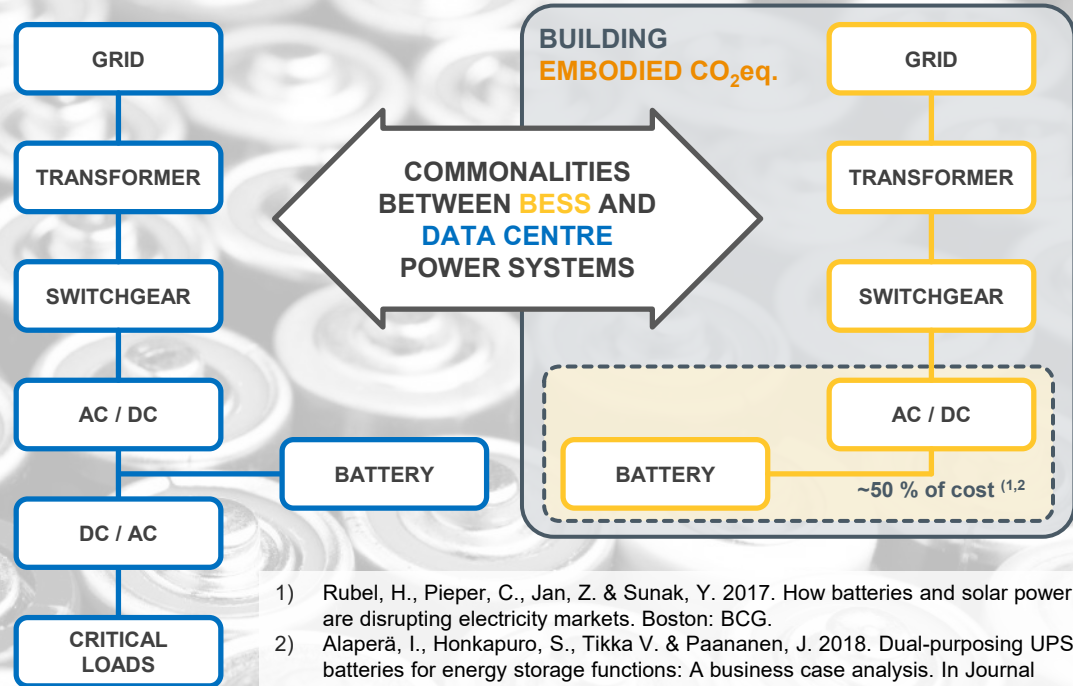 GRID
TRANSFORMER
SWITCHGEAR
AC / DC
BATTERY
DC / AC
CRITICAL
LOADS
COMMONALITIES
BETWEEN BESS AND
DATA CENTRE
POWER SYSTEMS
BUILDING
EMBODIED CO₂eq.
GRID
TRANSFORMER
SWITCHGEAR
AC / DC
BATTERY
~50 % of cost (1,2
1) Rubel, H., Pieper, C., Jan, Z. & Sunak, Y. 2017. How batteries and solar power
are disrupting electricity markets. Boston: BCG.
2) Alaperä, I., Honkapuro, S., Tikka V. & Paananen, J. 2018. Dual-purposing UPS
batteries for energy storage functions: A business case analysis. In Journal